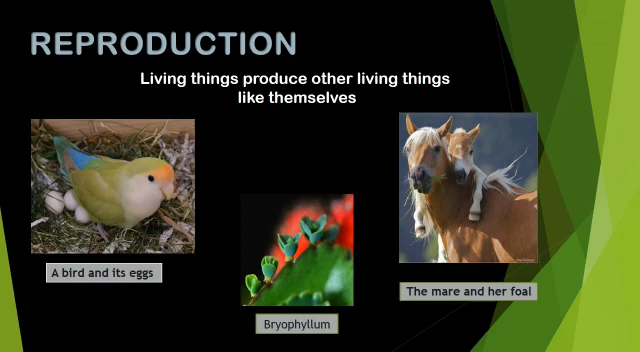 REPRODUCTION
Living things produce other living things
like themselves
A bird and its eggs
Bryophyllum
The mare and her foal